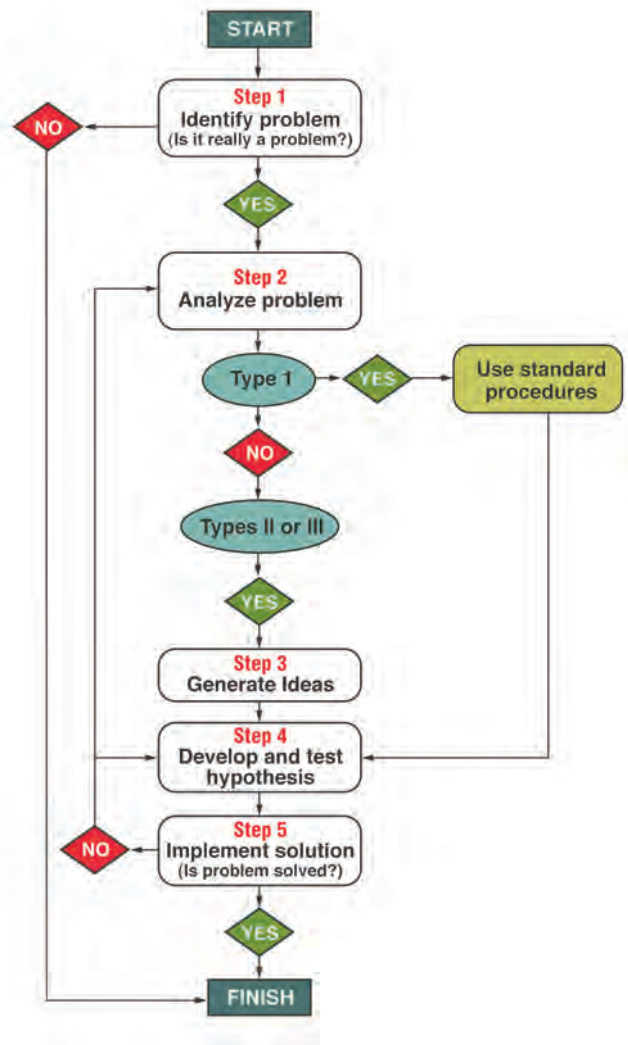 START
Step 1
Identify problem
(Is it really a problem?)
NO
YES
Step 2
Analyze problem
Type 1
YES
Use standard
procedures
NO
Types II or III
YES
Step 3
Generate Ideas
Step 4
Develop and test
hypothesis
Step 5
Implement solution
(Is problem solved?)
NO
YES
FINISH